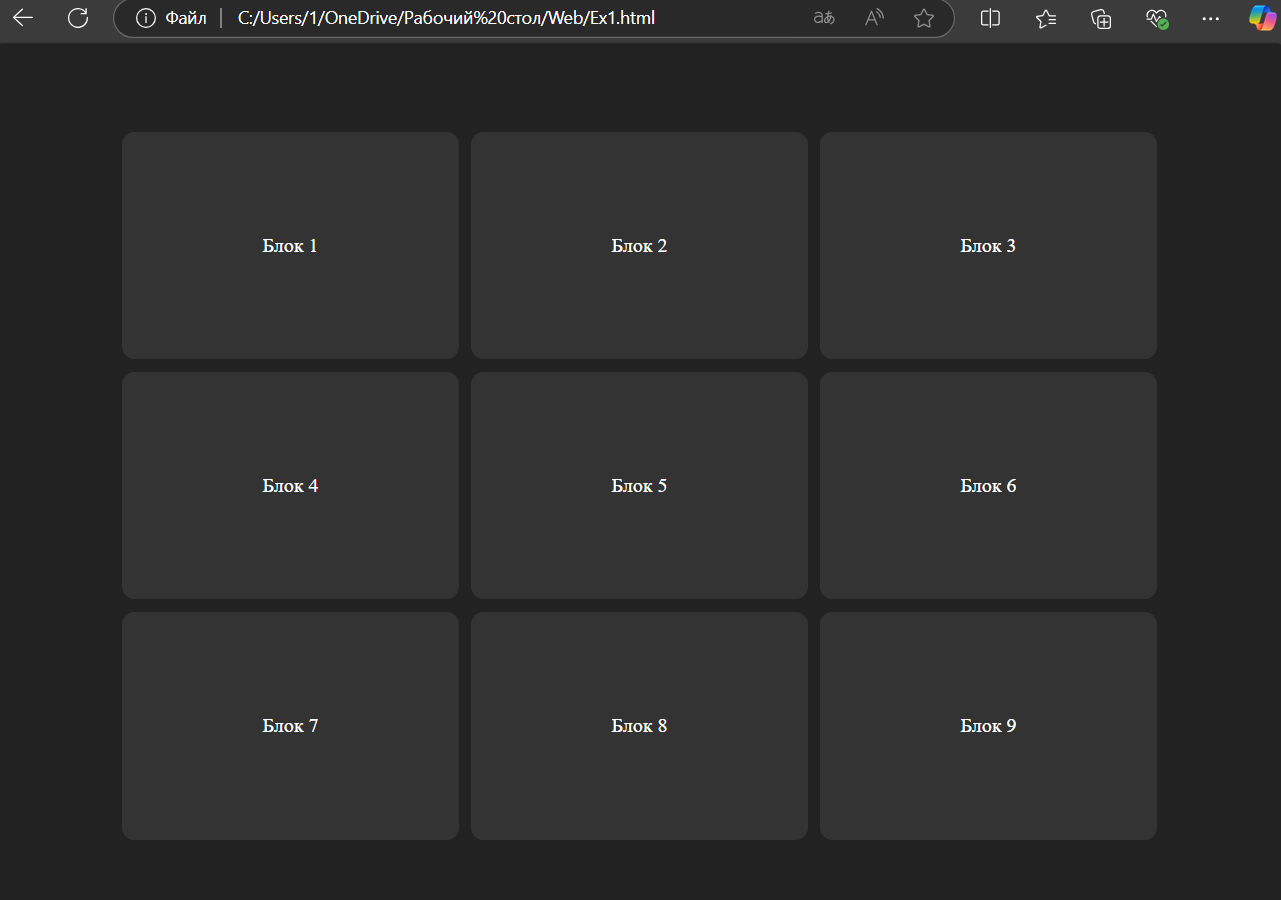 Файл | C:/Users/1/OneDrive/Рабочий%20стол/Web/Ex1.html
Блок 1 Блок 2 Блок 3
Блок 4 Блок 5 Блок 6
Блок 7 Блок 8 Блок 9